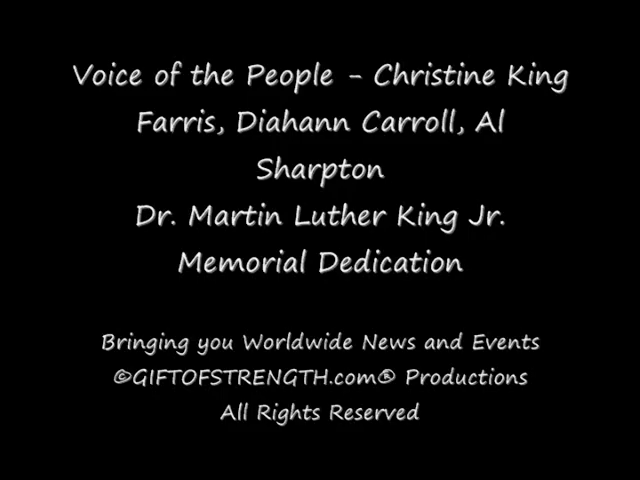 Voice of the People - Christine King
Farris, Diahann Carroll, Al
Sharpton
Dr. Martin Luther King Jr.
Memorial Dedication
Bringing you Worldwide News and Events
©GIFTOFSTRENGTH.com® Productions
All Rights Reserved